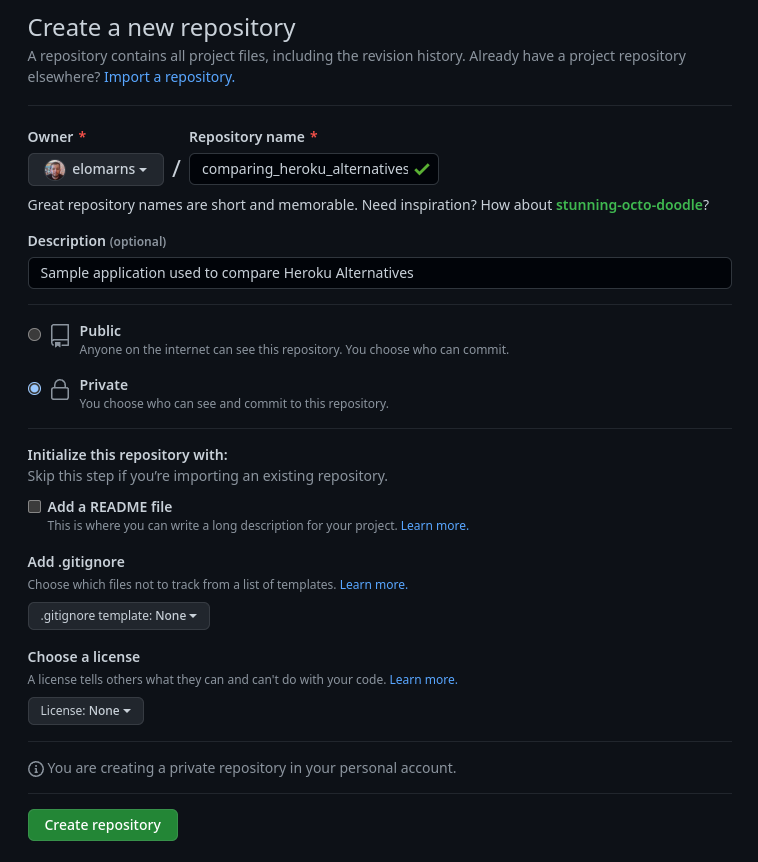 Create a new repository
A repository contains all project files, including the revision history. Already have a project repository
elsewhere? Import a repository.
Owner * Repository name *
elomarns / comparing_heroku_alternatives
Great repository names are short and memorable. Need inspiration? How about stunning-octo-doodle?
Description (optional)
Sample application used to compare Heroku Alternatives
Public
Anyone on the internet can see this repository. You choose who can commit.
Private
You choose who can see and commit to this repository.
Initialize this repository with:
Skip this step if you're importing an existing repository.
Add a README file
This is where you can write a long description for your project. Learn more.
Add .gitignore
Choose which files not to track from a list of templates. Learn more.
.gitignore template: None
Choose a license
A license tells others what they can and can't do with your code. Learn more.
License: None
You are creating a private repository in your personal account.
Create repository